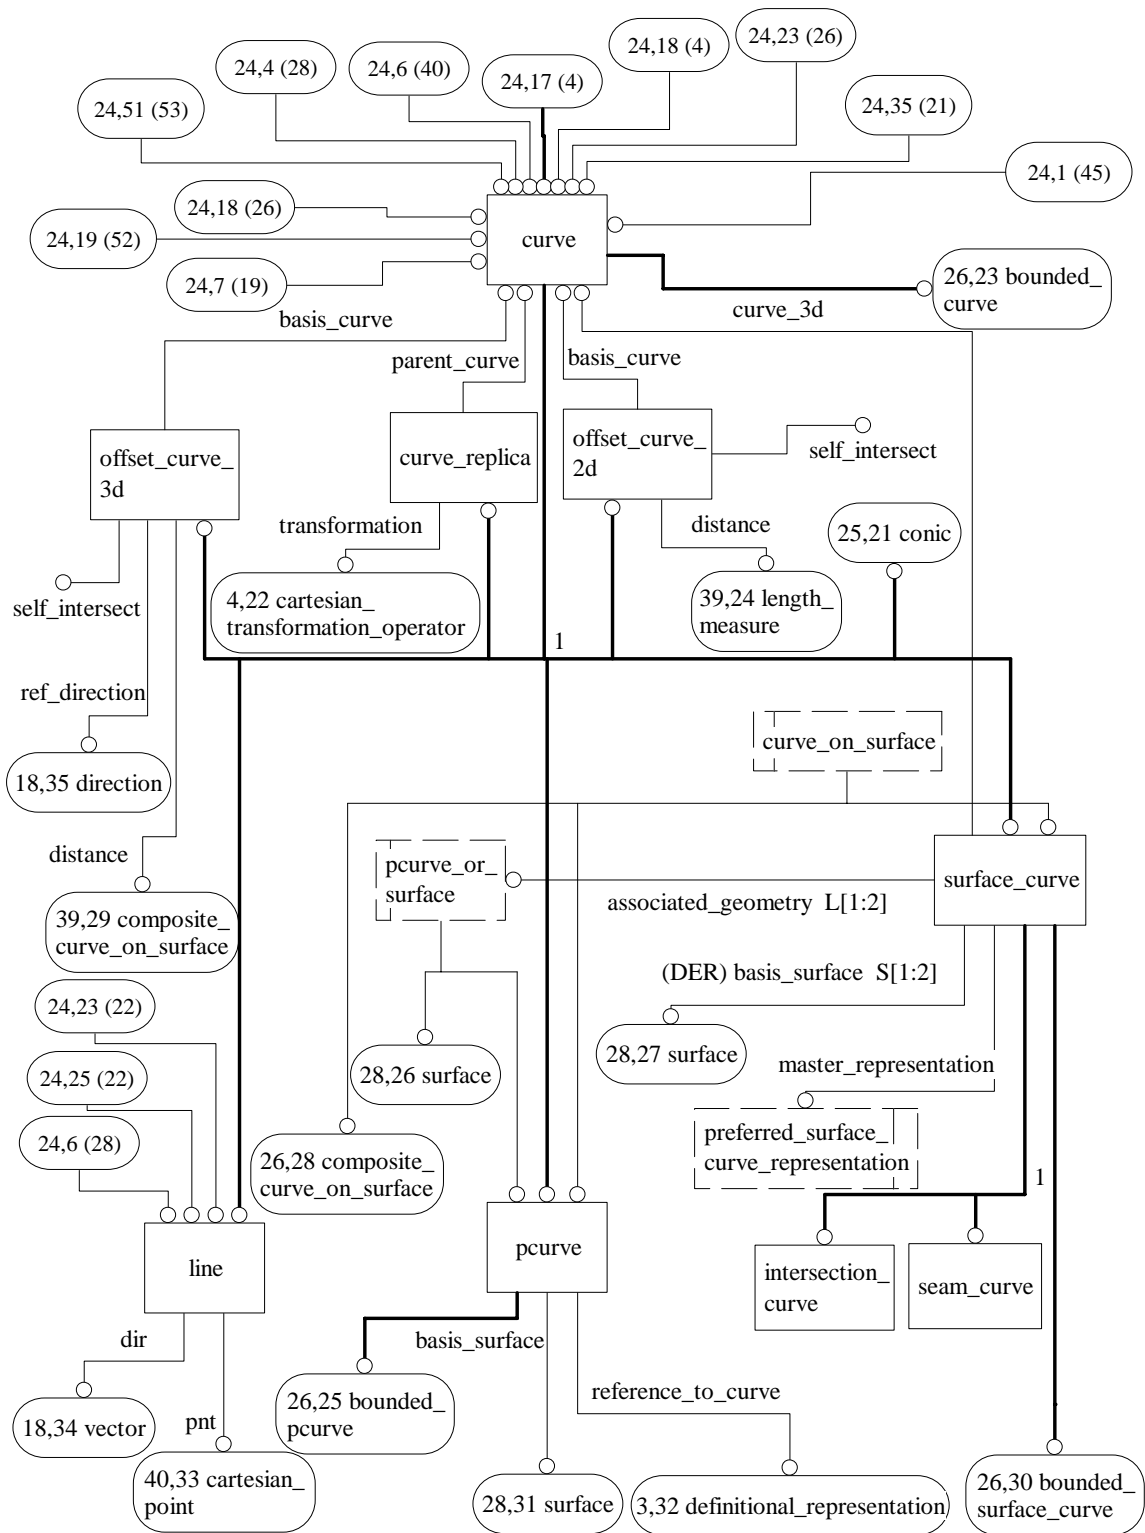 24,18 (4)
24,23 (26)
24,4 (28)
24,6 (40)
24,17 (4)
24,51 (53)
24,35 (21)
24,1 (45)
24,18 (26)
24,19 (52)
curve
24,7 (19)
26,23 bounded_
curve
curve_3d
basis_curve
parent_curve
basis_curve
offset_curve_
3d
curve_replica
offset_curve_
2d
self_intersect
transformation
distance
25,21 conic
self_intersect
4,22 cartesian_
transformation_operator
39,24 length_
measure
1
ref_direction
18,35 direction
curve_on_surface
distance
pcurve_or_
surface
surface_curve
associated_geometry L[1:2]
39,29 composite_
curve_on_surface
(DER) basis_surface S[1:2]
24,23 (22)
28,27 surface
24,25 (22)
28,26 surface
master_representation
24,6 (28)
preferred_surface_
curve_representation
26,28 composite_
curve_on_surface
1
line
pcurve
intersection_
curve
seam_curve
dir
basis_surface
reference_to_curve
18,34 vector
pnt
26,25 bounded_
pcurve
40,33 cartesian_
point
28,31 surface
3,32 definitional_representation
26,30 bounded_
surface_curve